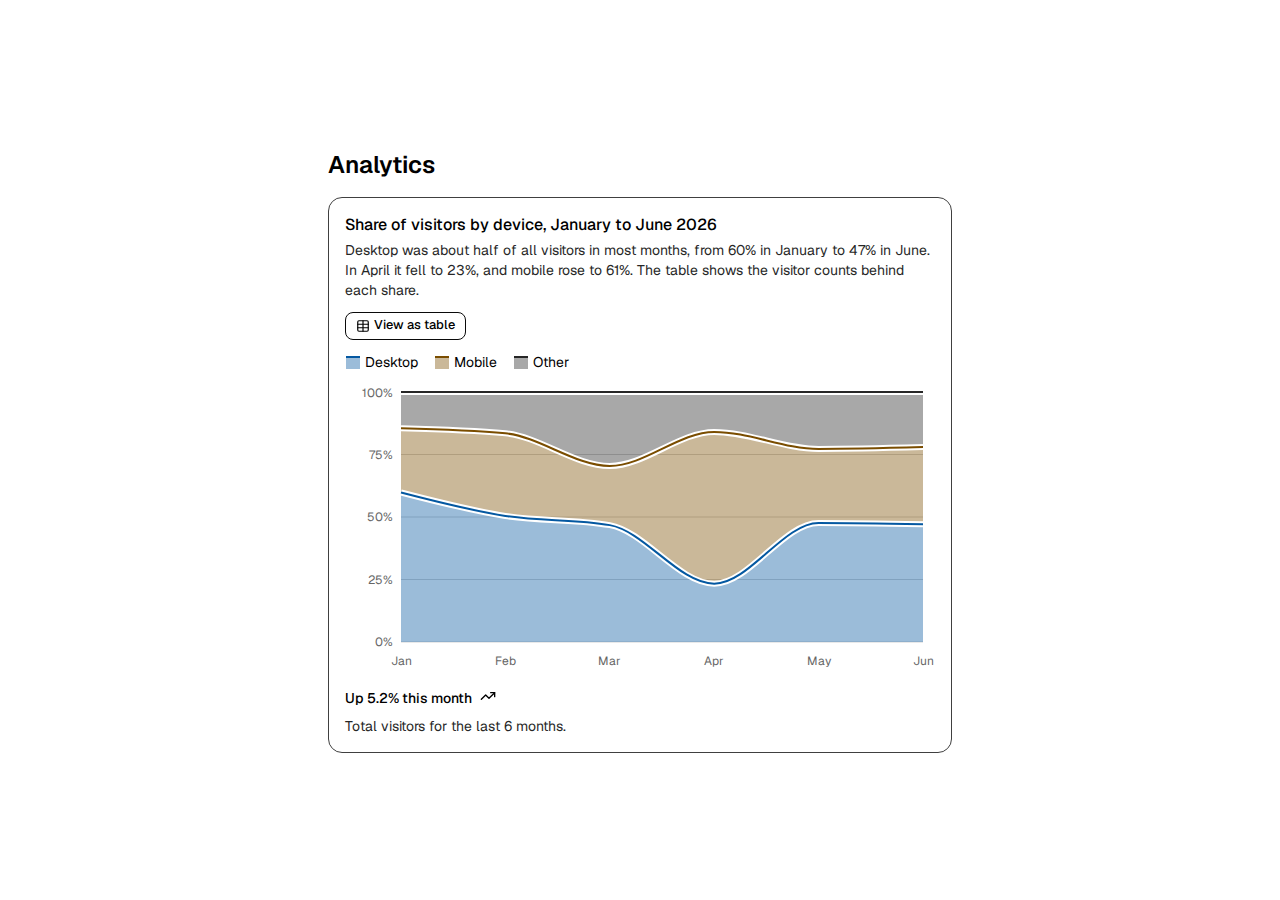 Analytics
Share of visitors by device, January to June 2026
Desktop was about half of all visitors in most months, from 60% in January to 47% in June.
In April it fell to 23%, and mobile rose to 61%. The table shows the visitor counts behind
each share.
View as table
Desktop Mobile Other
100%
75%
50%
25%
0%
Jan Feb Mar Apr May Jun
Up 5.2% this month
Total visitors for the last 6 months.